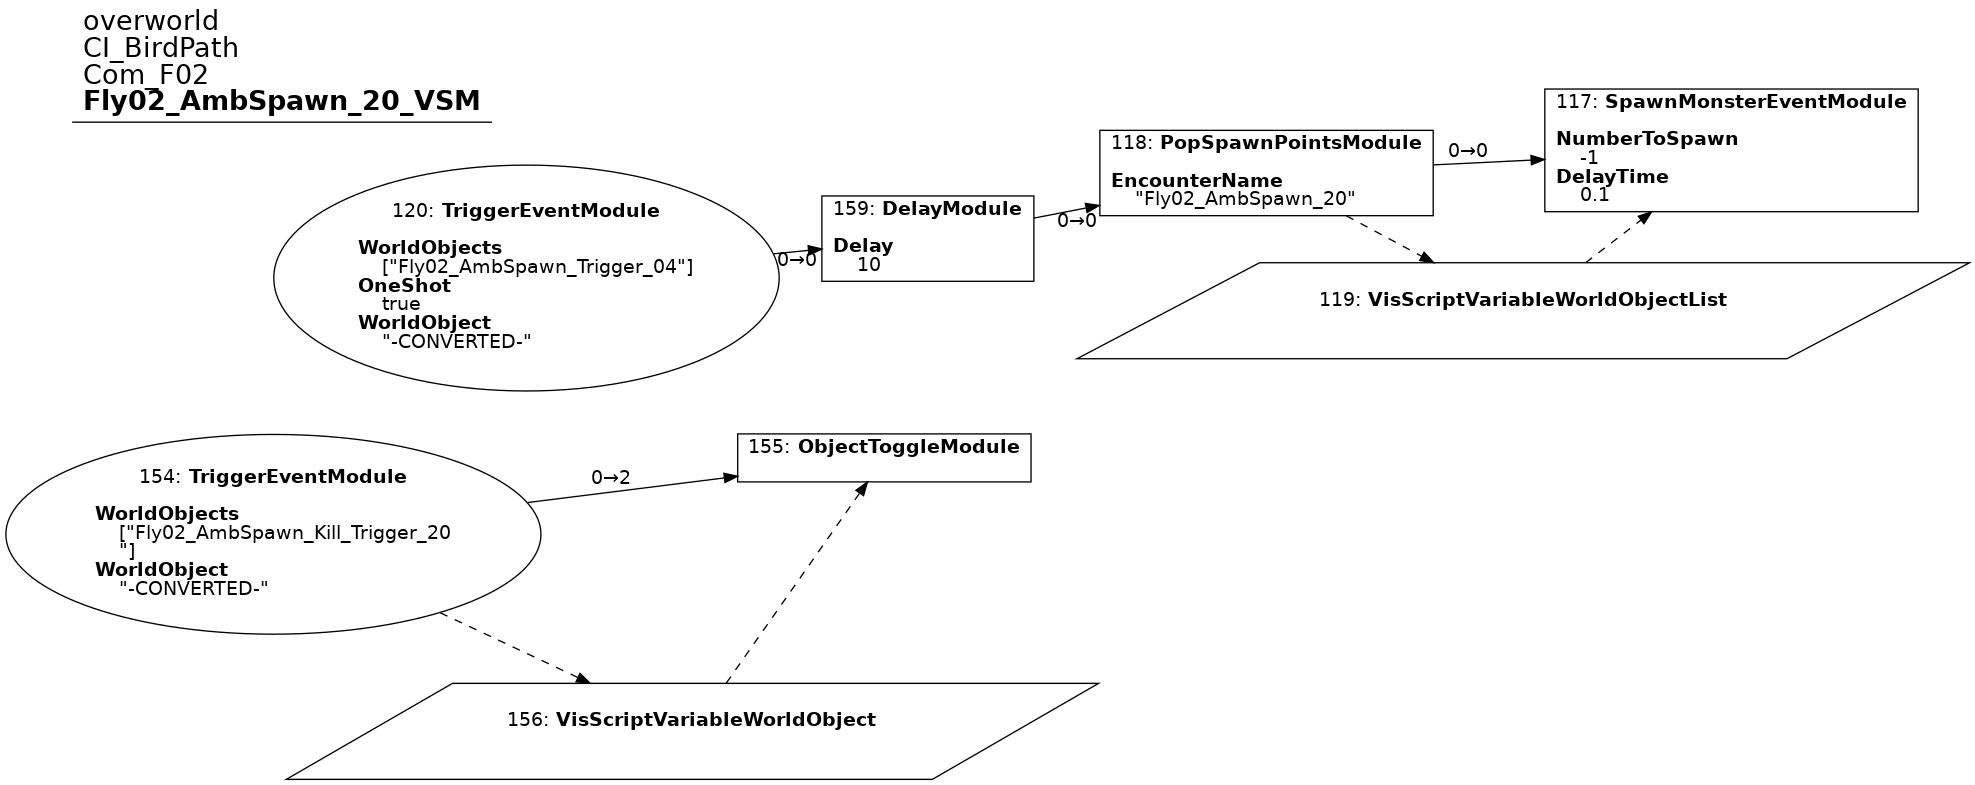 overworld
CI_BirdPath
Com_F02
Fly02_AmbSpawn_20_VSM
117: SpawnMonsterEventModule
NumberToSpawn
-1
DelayTime
0.1
0→0
118: PopSpawnPointsModule
EncounterName
"Fly02_AmbSpawn_20"
0→0
159: DelayModule
Delay
10
0→0
120: TriggerEventModule
WorldObjects
["Fly02_AmbSpawn_Trigger_04"]
OneShot
true
WorldObject
"-CONVERTED-"
119: VisScriptVariableWorldObjectList
154: TriggerEventModule
WorldObjects
["Fly02_AmbSpawn_Kill_Trigger_20
"]
WorldObject
"-CONVERTED-"
0→2
155: ObjectToggleModule
156: VisScriptVariableWorldObject